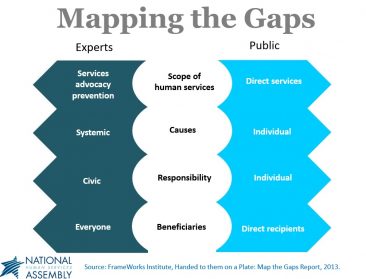 Mapping the Gaps
Experts
Public
Services
advocacy
prevention
Scope of
human services
Direct services
Systemic
Causes
Individual
Civic
Responsibility
Individual
Everyone
Beneficiaries
Direct recipients
NATIONAL
HUMAN SERVICES
ASSEMBLY
Source: FrameWorks Institute, Handed to them on a Plate: Map the Gaps Report, 2013.